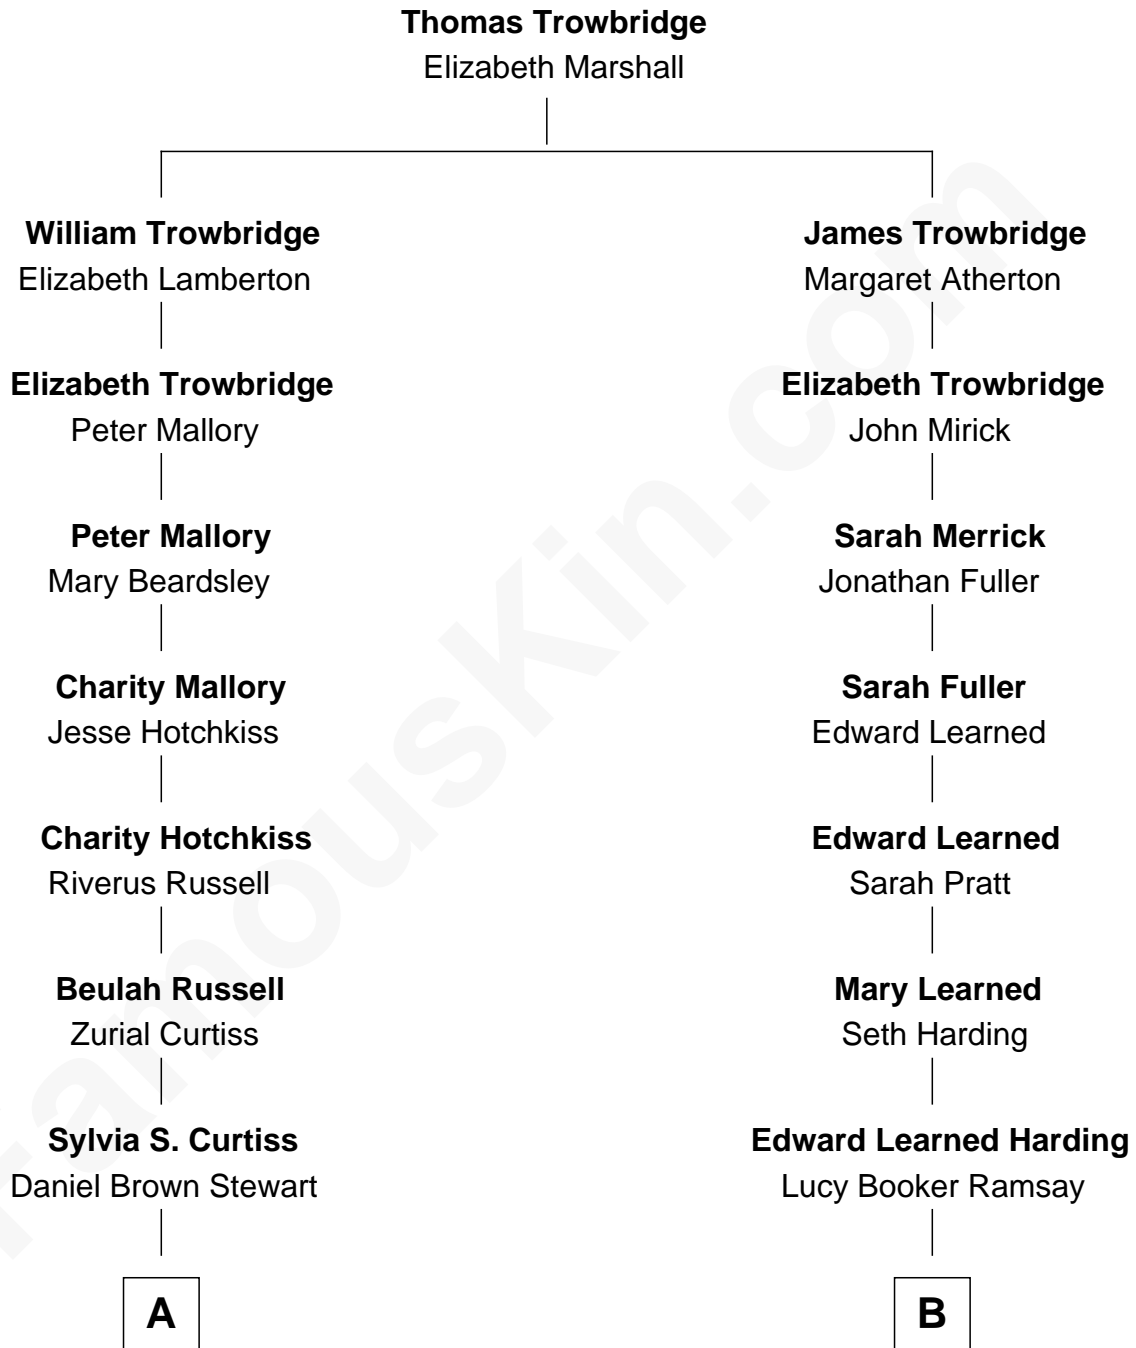 Thomas Trowbridge
Elizabeth Marshall
William Trowbridge
Elizabeth Lamberton
James Trowbridge
Margaret Atherton
Elizabeth Trowbridge
Peter Mallory
Elizabeth Trowbridge
John Mirick
Peter Mallory
Mary Beardsley
Sarah Merrick
Jonathan Fuller
Charity Mallory
Jesse Hotchkiss
Sarah Fuller
Edward Learned
Charity Hotchkiss
Riverus Russell
Edward Learned
Sarah Pratt
Beulah Russell
Zurial Curtiss
Mary Learned
Seth Harding
Sylvia S. Curtiss
Daniel Brown Stewart
Edward Learned Harding
Lucy Booker Ramsay
A
B
FamousKin.com